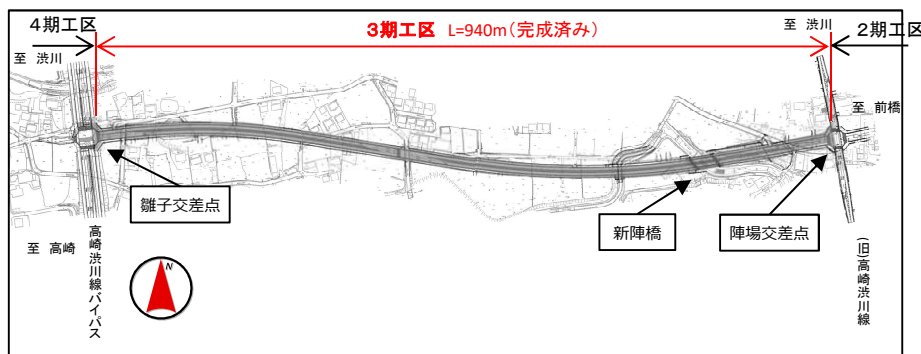 4期工区
3期工区 L=940m(完成済み)
至 渋川
2期工区
至 渋川
至 前橋
雛子交差点
新陣橋
陣場交差点
至 高崎
高崎渋川線バイパス
(旧)高崎渋川線
N